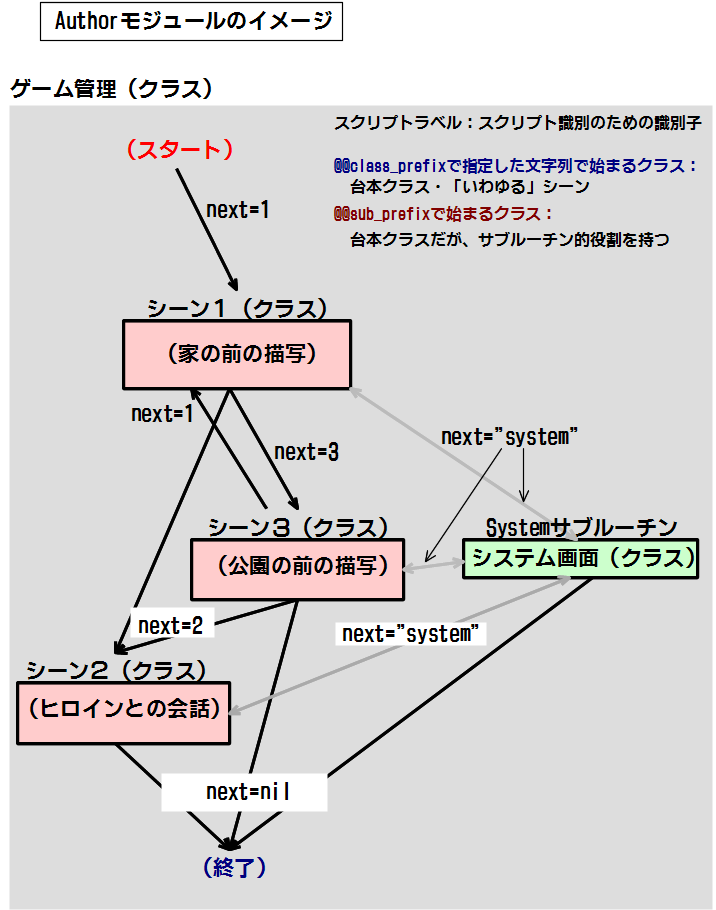 Authorモジュールのイメージ
ゲーム管理（クラス）
スクリプトラベル：スクリプト識別のための識別子
（スタート）
@@class_prefixで指定した文字列で始まるクラス：
台本クラス・「いわゆる」シーン
next=1
@@sub_prefixで始まるクラス：
台本クラスだが、サブルーチン的役割を持つ
シーン１（クラス）
（家の前の描写）
next=1
next=3
next="system"
シーン３（クラス）
Systemサブルーチン
（公園の前の描写）
システム画面（クラス）
next=2
next="system"
シーン２（クラス）
（ヒロインとの会話）
next=nil
（終了）